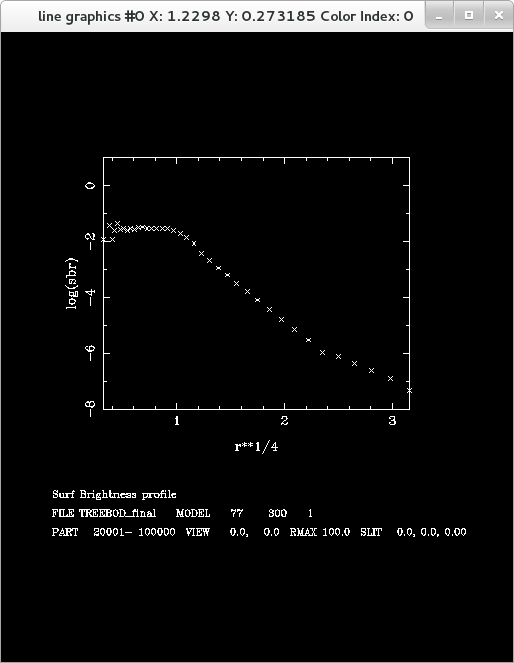 line graphics #0 X: 1.2298 Y: 0.273185 Color Index: 0
0
-2
-4
-6
-8
log(sbr)
1 2 3
r**1/4
Surf Brightness profile
FILE TREEBOD_final MODEL 77 300 1
PART 20001- 100000 VIEW 0.0, 0.0 RMAX 100.0 SLIT 0.0, 0.0, 0.00